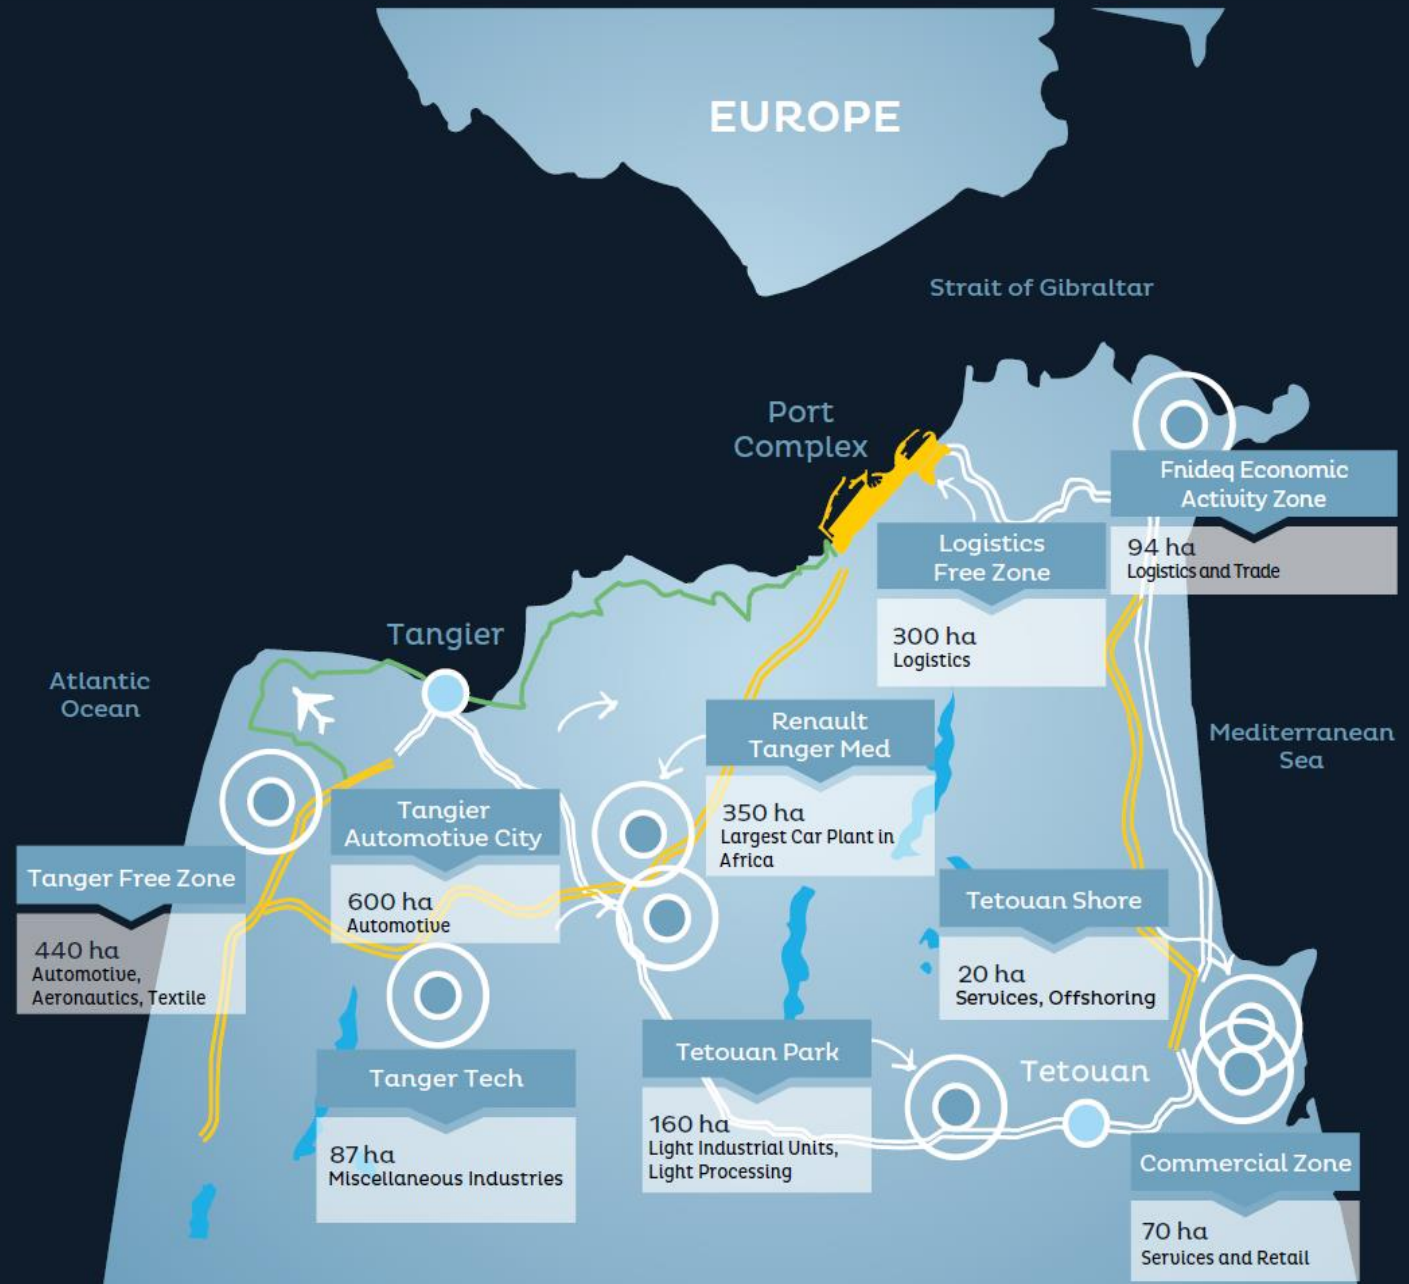 EUROPE
Strait of Gibraltar
Port
Complex
Fnideq Economic
Activity Zone
94 ha
Logistics and Trade
Logistics
Free Zone
300 ha
Logistics
Tangier
Atlantic
Ocean
Renault
Tanger Med
350 ha
Largest Car Plant in
Africa
Mediterranean
Sea
Tangier
Automotive City
600 ha
Automotive
Tanger Free Zone
440 ha
Automotive,
Aeronautics, Textile
Tetouan Shore
20 ha
Services, Offshoring
Tanger Tech
87 ha
Miscellaneous Industries
Tetouan Park
160 ha
Light Industrial Units,
Light Processing
Tetouan
Commercial Zone
70 ha
Services and Retail